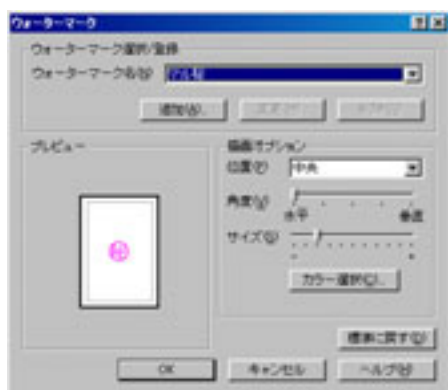 ウォーターマーク
ウォーターマーク選択/登録
ウォーターマーク名(N)
マル秘
追加(A)..
プレビュー
描画オプション
位置(P) 中央
角度(V)
水平 垂直
サイズ(S)
カラー選択(C)..
標準に戻す(D)
OK キャンセル ヘルプ(H)